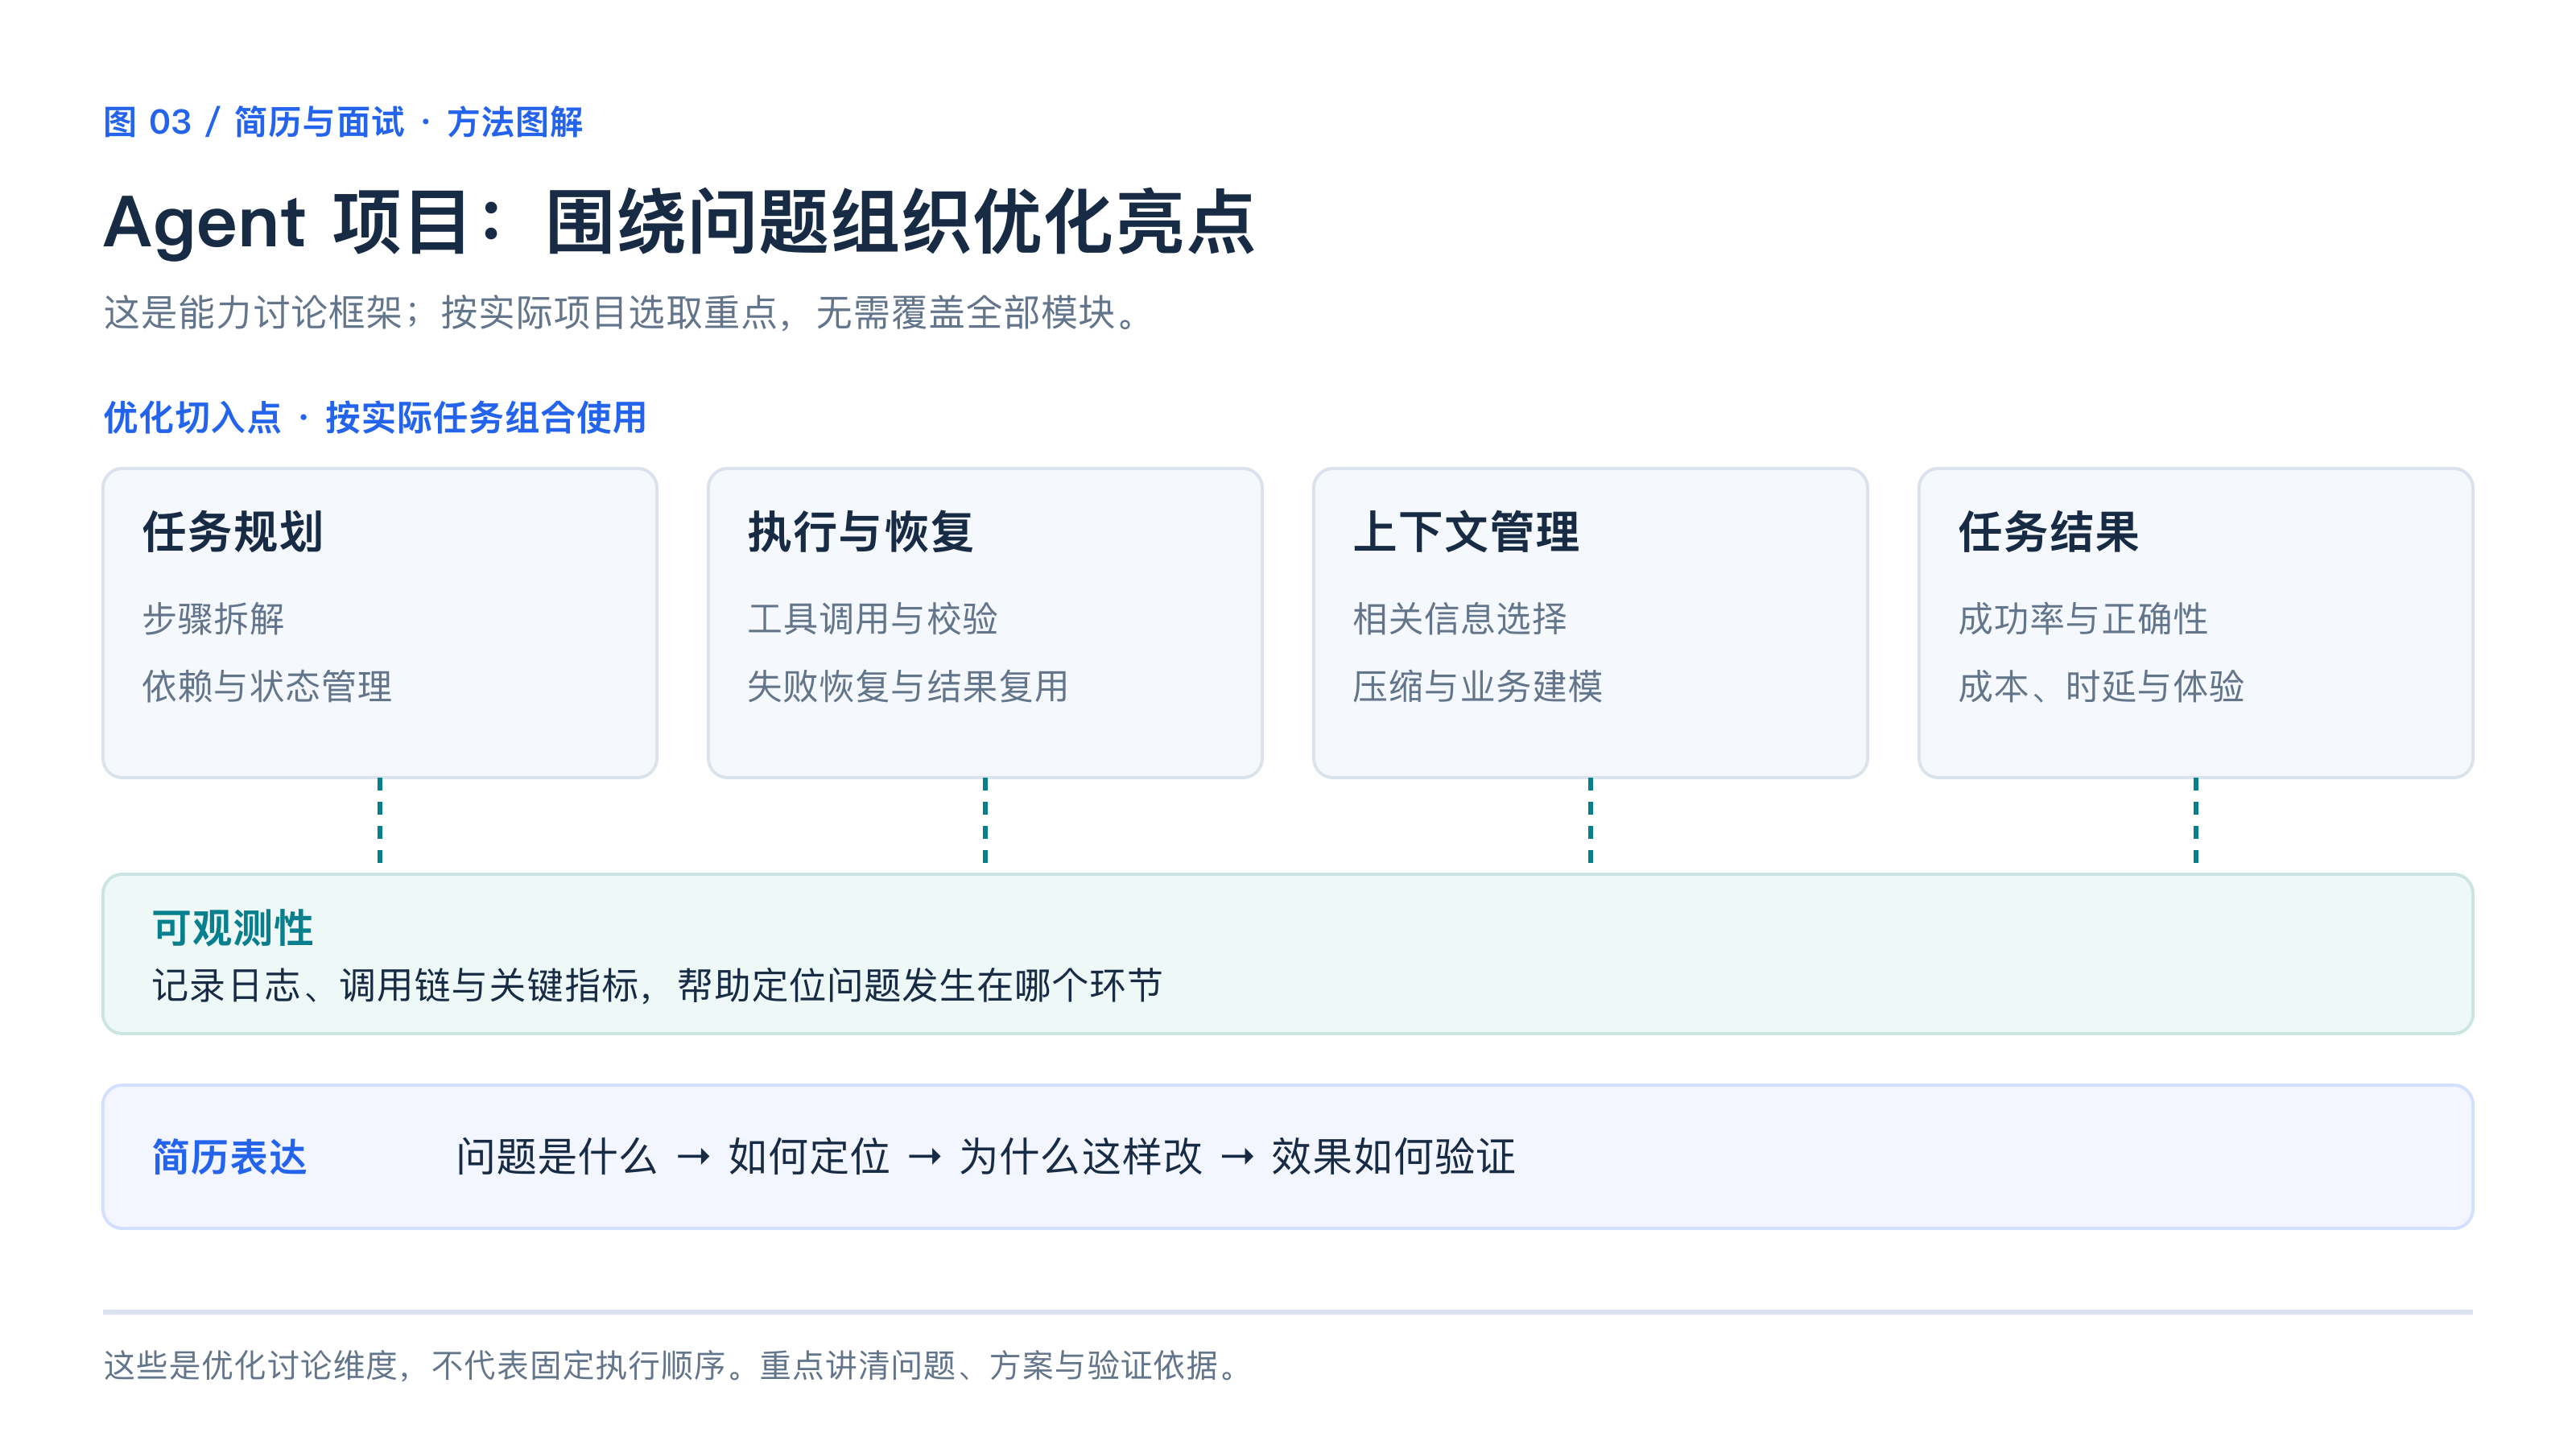 图 03 / 简历与面试 · 方法图解
Agent 项目：围绕问题组织优化亮点
这是能力讨论框架；按实际项目选取重点，无需覆盖全部模块。
优化切入点 · 按实际任务组合使用
任务规划
步骤拆解
依赖与状态管理
执行与恢复
工具调用与校验
失败恢复与结果复用
上下文管理
相关信息选择
压缩与业务建模
任务结果
成功率与正确性
成本、时延与体验
可观测性
记录日志、调用链与关键指标，帮助定位问题发生在哪个环节
简历表达 问题是什么 → 如何定位 → 为什么这样改 → 效果如何验证
这些是优化讨论维度，不代表固定执行顺序。重点讲清问题、方案与验证依据。